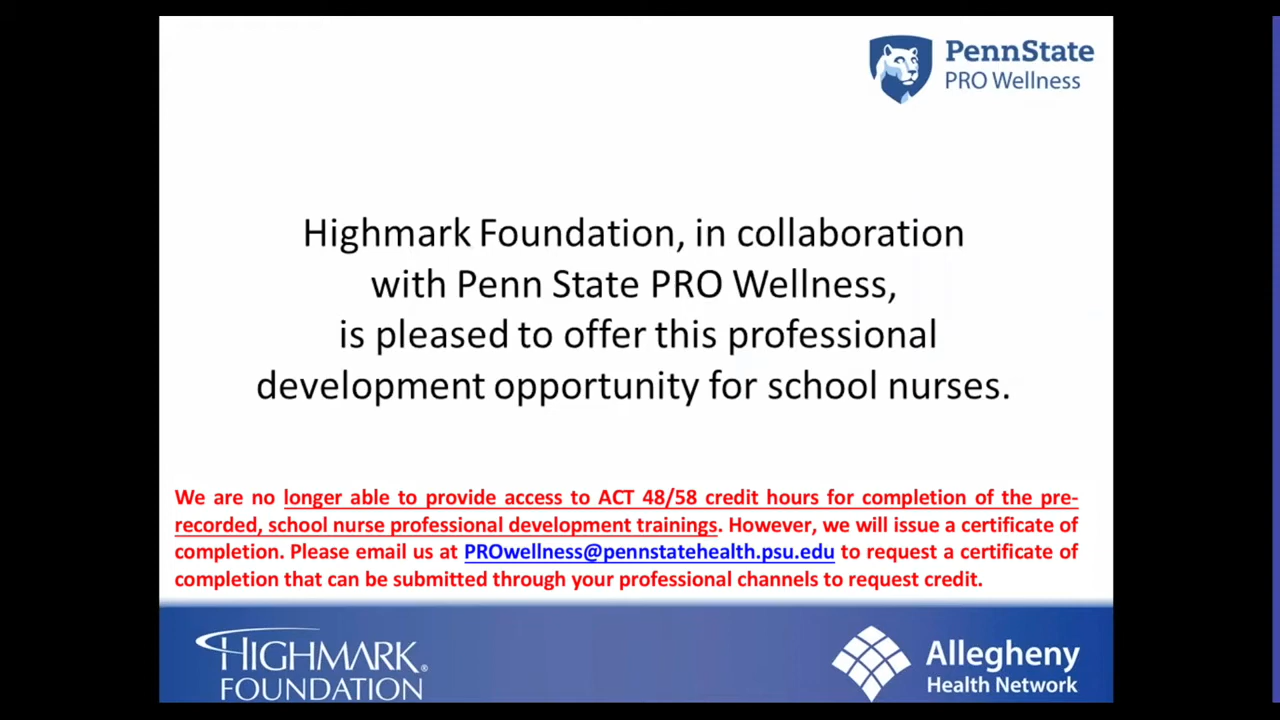 PennState
PRO Wellness
Highmark Foundation, in collaboration
with Penn State PRO Wellness,
is pleased to offer this professional
development opportunity for school nurses.
We are no longer able to provide access to ACT 48/58 credit hours for completion of the pre-
recorded, school nurse professional development trainings. However, we will issue a certificate of
completion. Please email us at PROwellness@pennstatehealth.psu.edu to request a certificate of
completion that can be submitted through your professional channels to request credit.
HIGHMARK®
FOUNDATION
Allegheny
Health Network